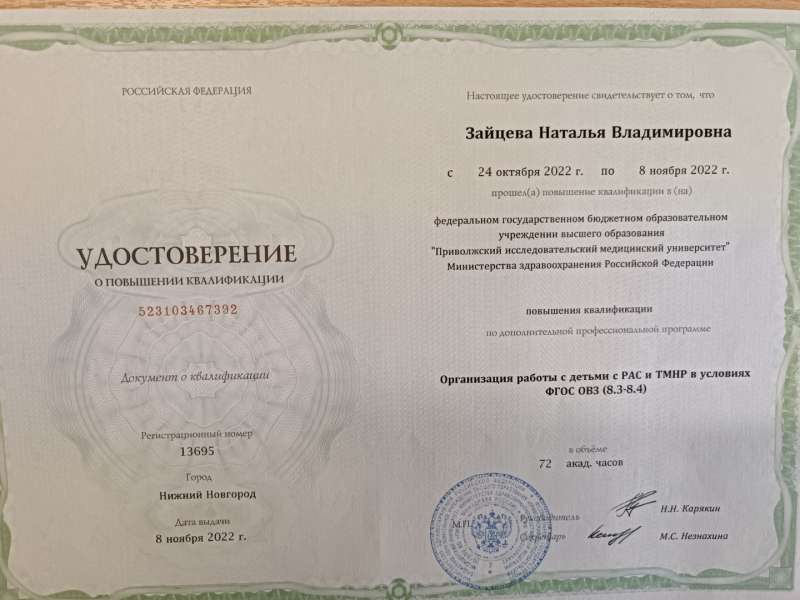 РОССИЙСКАЯ ФЕДЕРАЦИЯ
УДОСТОВЕРЕНИЕ
О ПОВЫШЕНИИ КВАЛИФИКАЦИИ
523103467392
Документ о квалификации
Регистрационный номер
13695
Город
Нижний Новгород
Дата выдачи
8 ноября 2022 г.
Настоящее удостоверение свидетельствует о том, что
Зайцева Наталья Владимировна
с 24 октября 2022 г. по 8 ноября 2022 г.
прошел(а) повышение квалификации в (на)
федеральном государственном бюджетном образовательном
учреждении высшего образования
"Приволжский исследовательский медицинский университет"
Министерства здравоохранения Российской Федерации
повышения квалификации
по дополнительной профессиональной программе
Организация работы с детьми с РАС и ТМНР в условиях
ФГОС ОВЗ (8.3-8.4)
в объёме
72 акад. часов
М.П.
Руководитель Н.Н. Карякин
Секретарь М.С. Незнахина